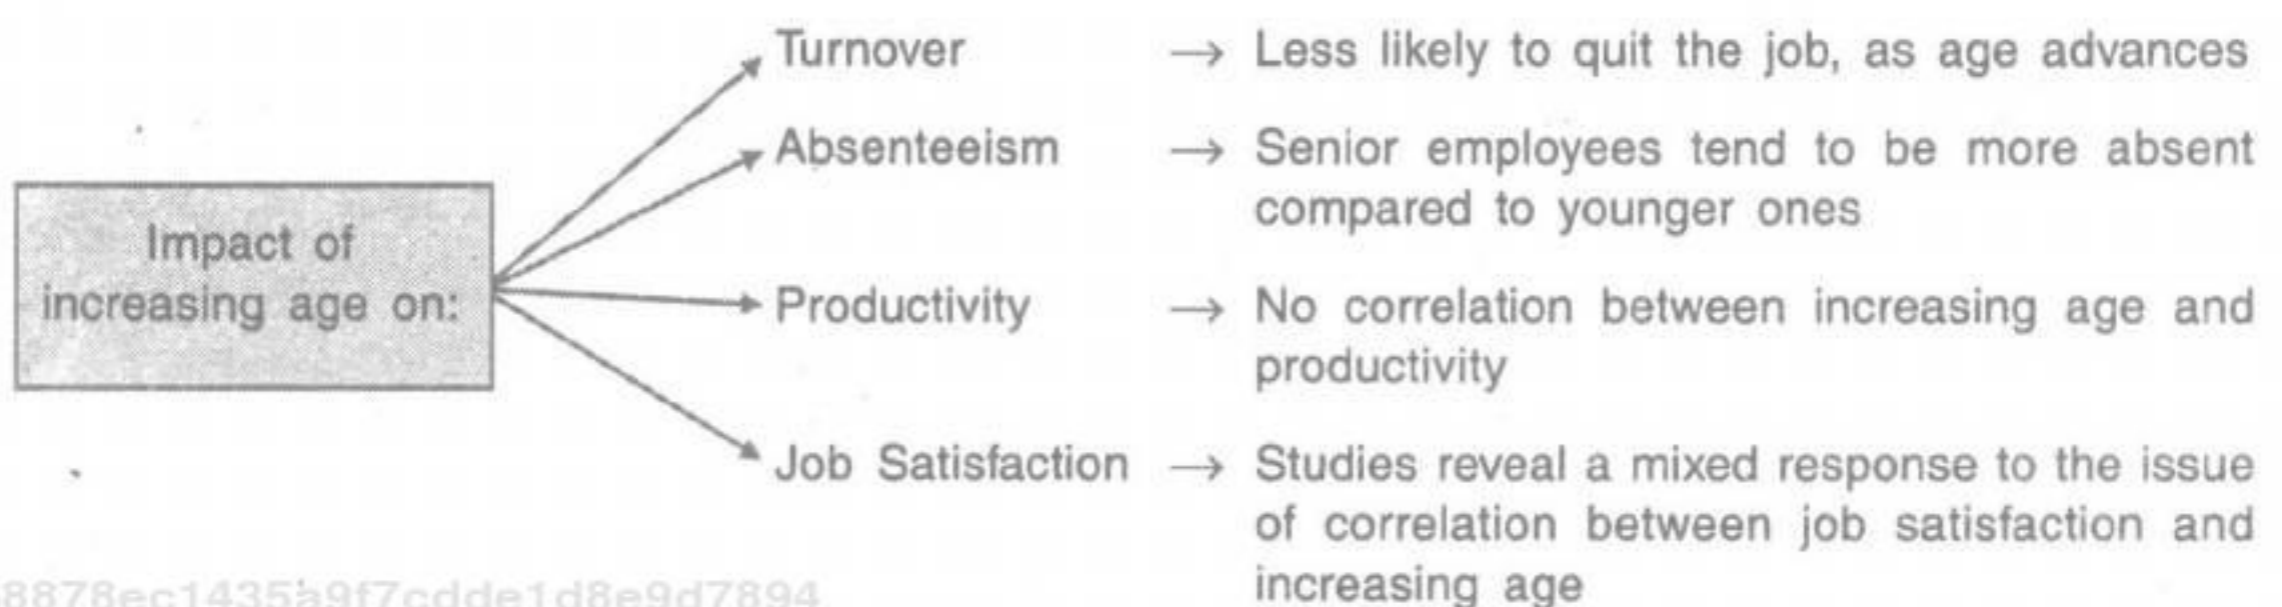 Turnover → Less likely to quit the job, as age advances
Absenteeism → Senior employees tend to be more absent
compared to younger ones
Impact of
increasing age on:
Productivity → No correlation between increasing age and
productivity
Job Satisfaction → Studies reveal a mixed response to the issue
of correlation between job satisfaction and
increasing age
8878ec1435a9f7cdde1d8e9d7894